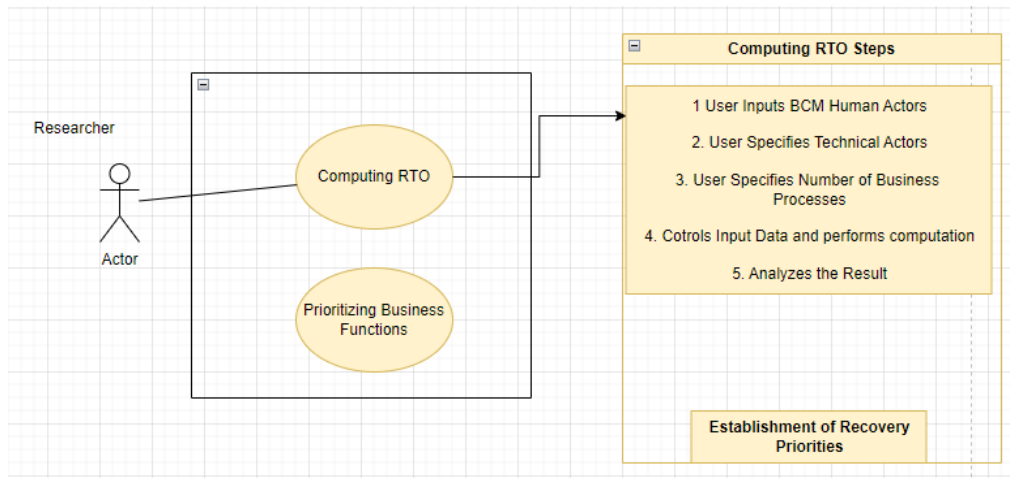 Researcher
Actor
Computing RTO
Prioritizing Business
Functions
Computing RTO Steps
1 User Inputs BCM Human Actors
2. User Specifies Technical Actors
3. User Specifies Number of Business
Processes
4. Cotrols Input Data and performs computation
5. Analyzes the Result
Establishment of Recovery
Priorities